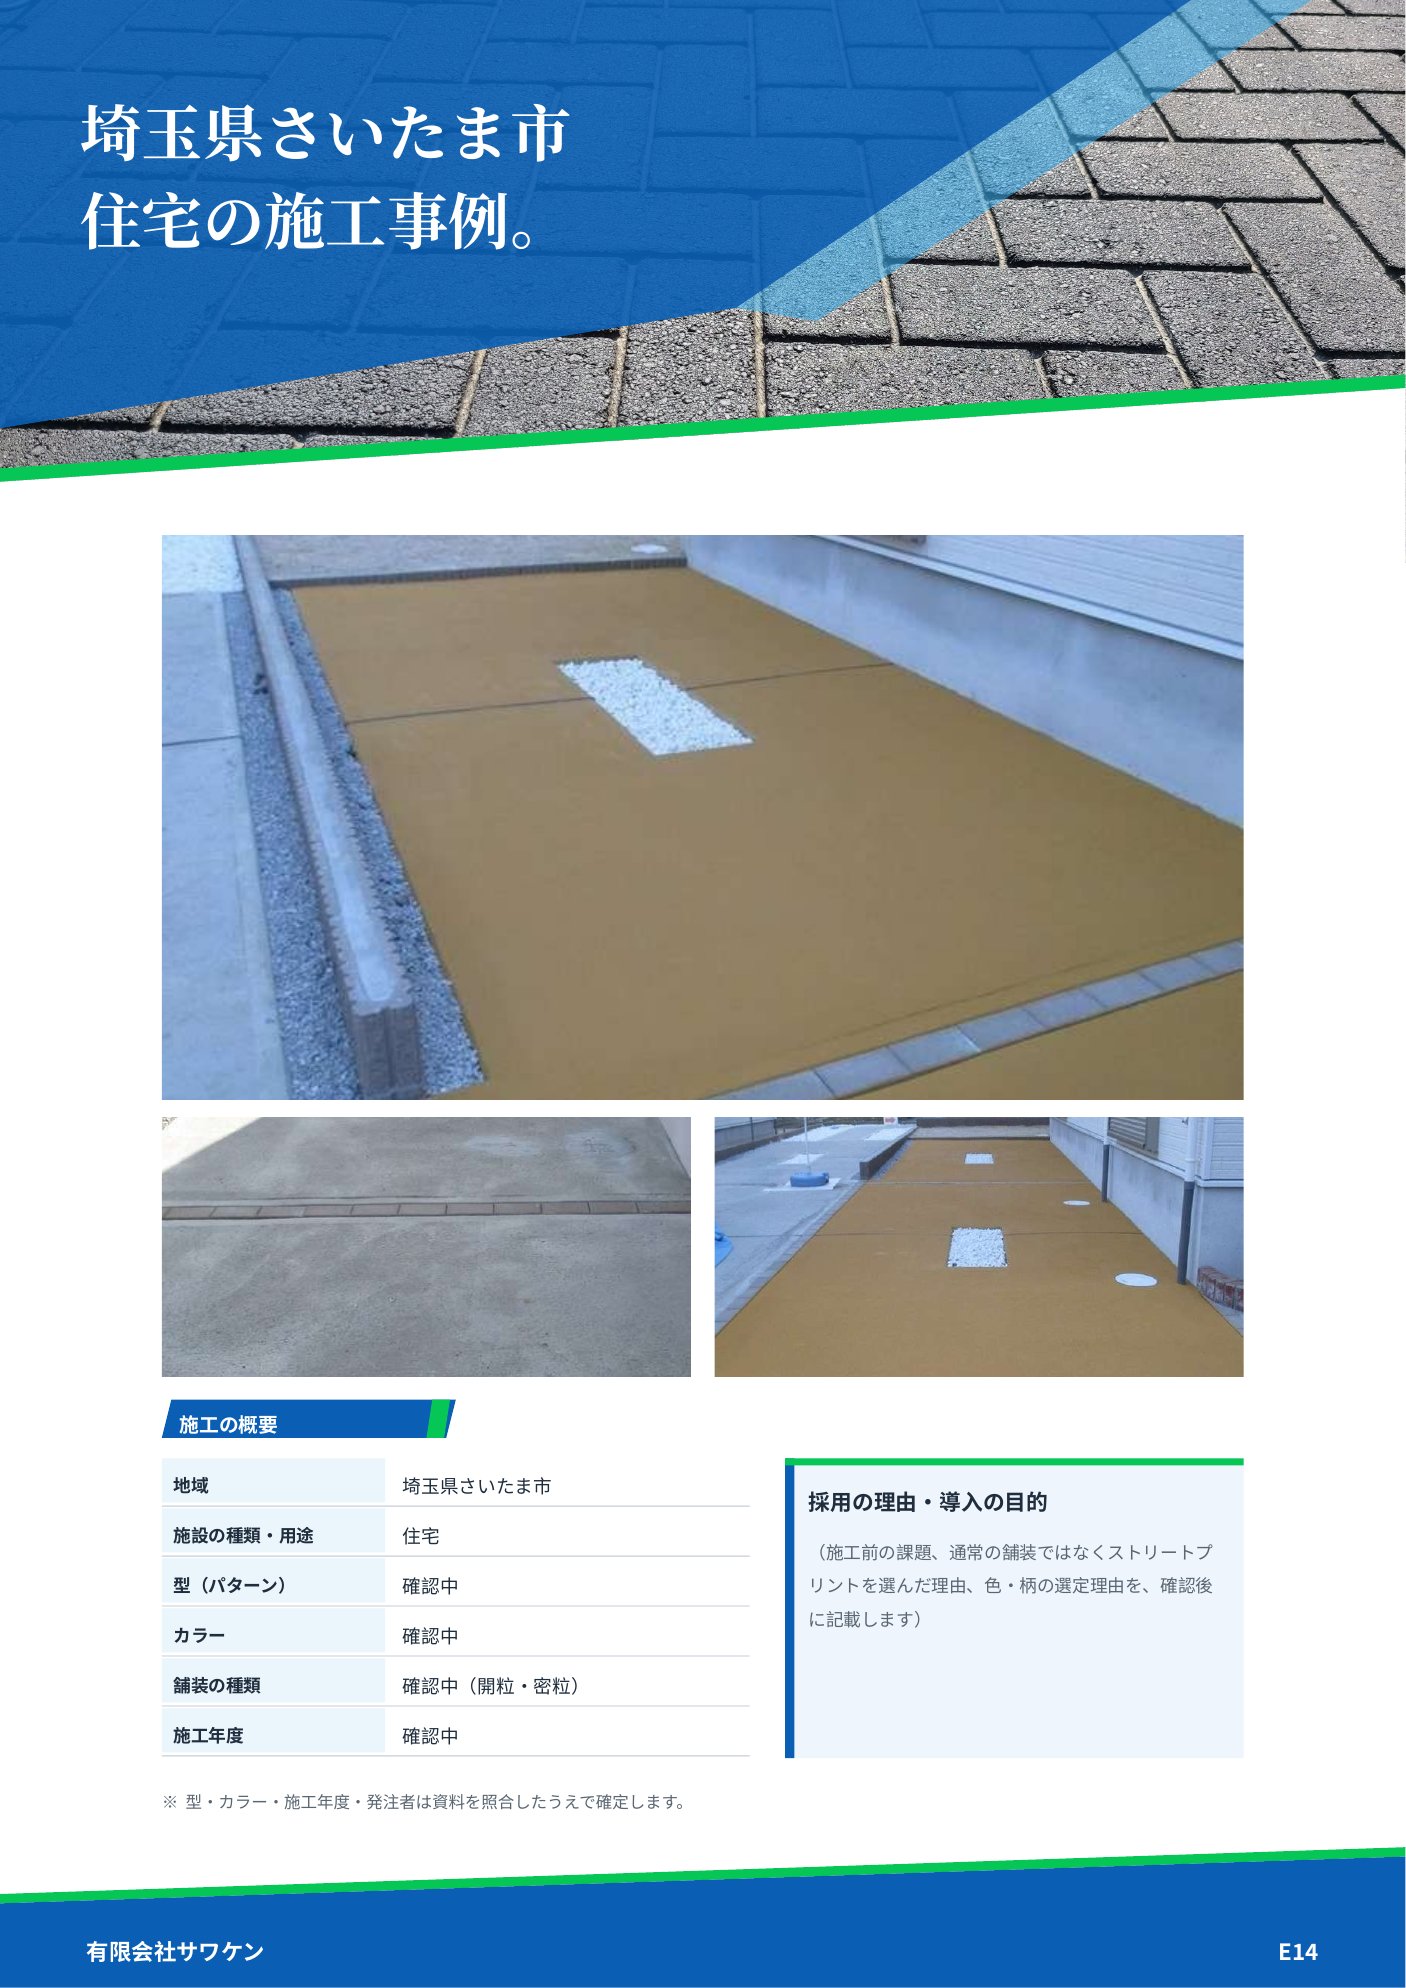 埼玉県さいたま市
住宅の施工事例。
施工の概要
地域 埼玉県さいたま市
施設の種類・用途 住宅
型（パターン） 確認中
カラー 確認中
舗装の種類 確認中（開粒・密粒）
施工年度 確認中
採用の理由・導入の目的
（施工前の課題、通常の舗装ではなくストリートプ
リントを選んだ理由、色・柄の選定理由を、確認後
に記載します）
※ 型・カラー・施工年度・発注者は資料を照合したうえで確定します。
有限会社サワケン
E14